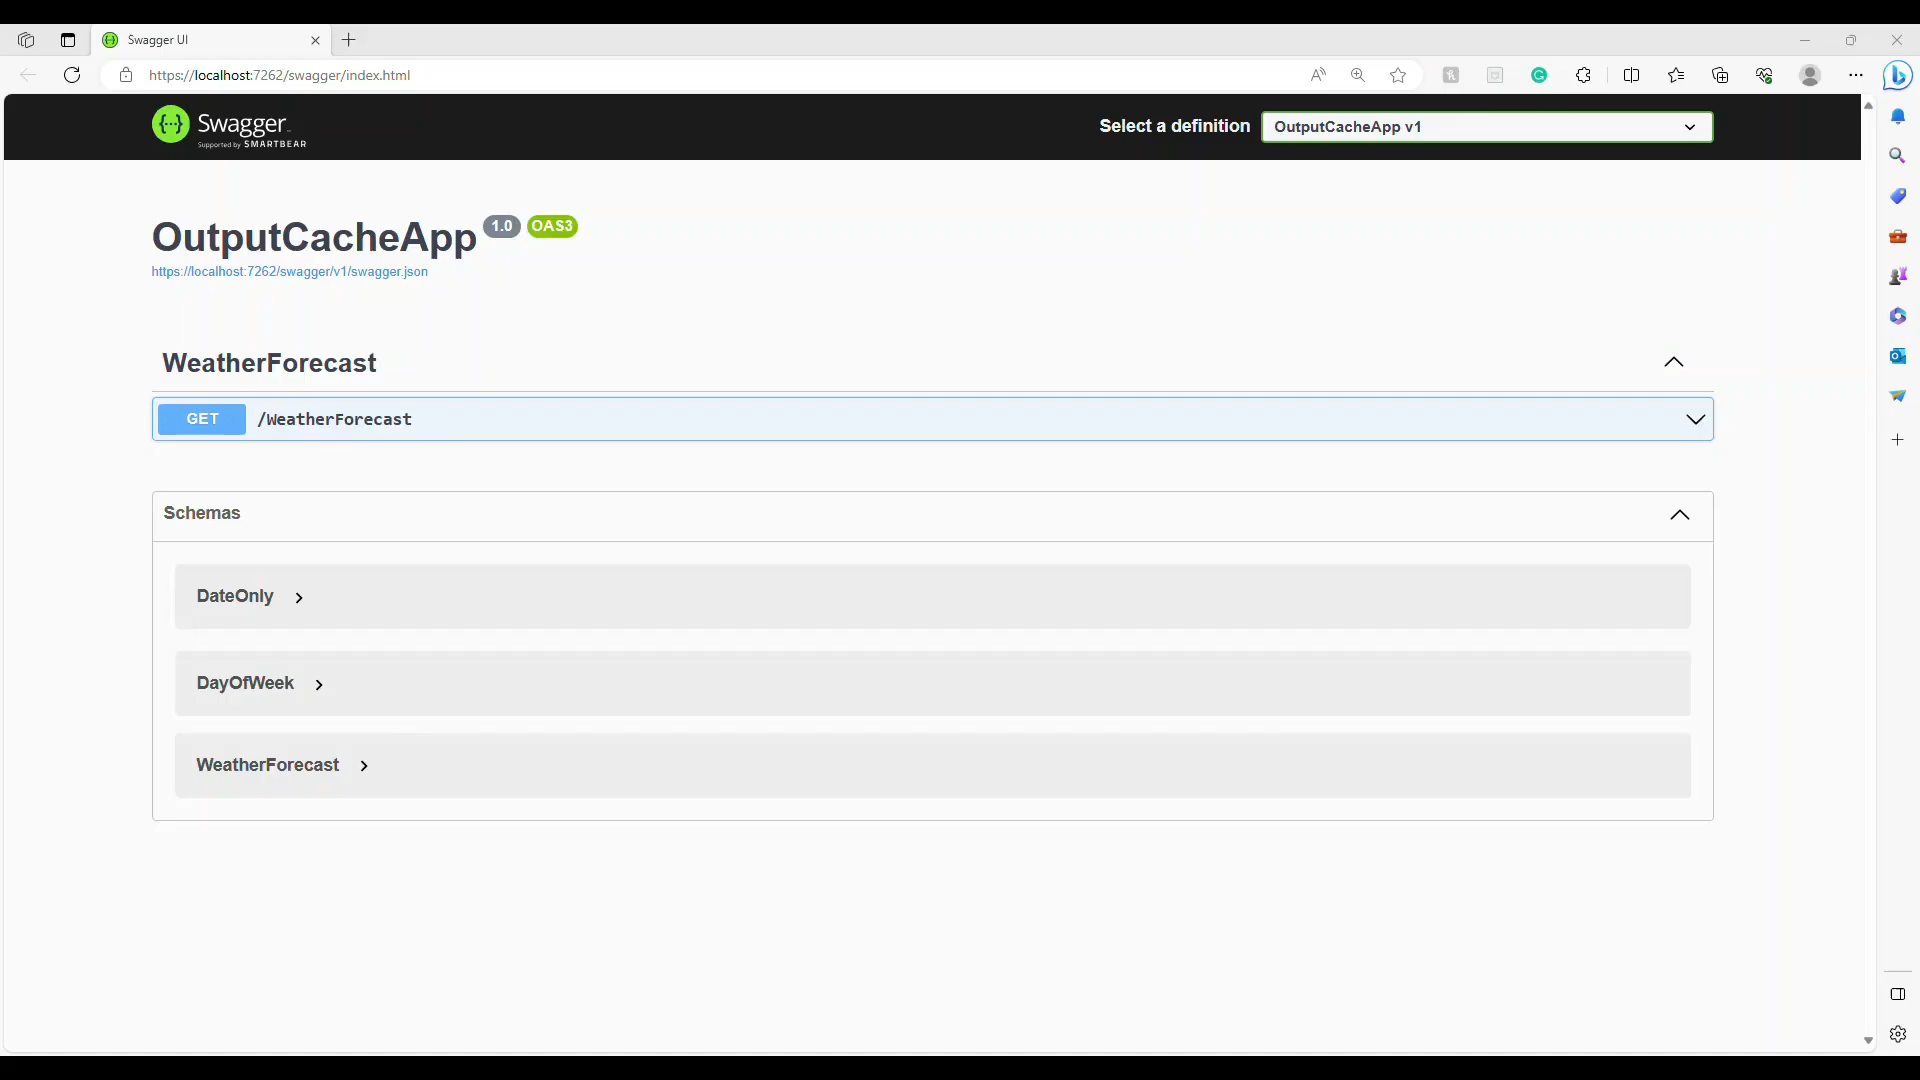 Swagger UI
https://localhost:7262/swagger/index.html
Swagger
Supported by SMARTBEAR
Select a definition
OutputCacheApp v1
OutputCacheApp 1.0 OAS3
https://localhost:7262/swagger/v1/swagger.json
WeatherForecast
GET /WeatherForecast
Schemas
DateOnly
DayOfWeek
WeatherForecast